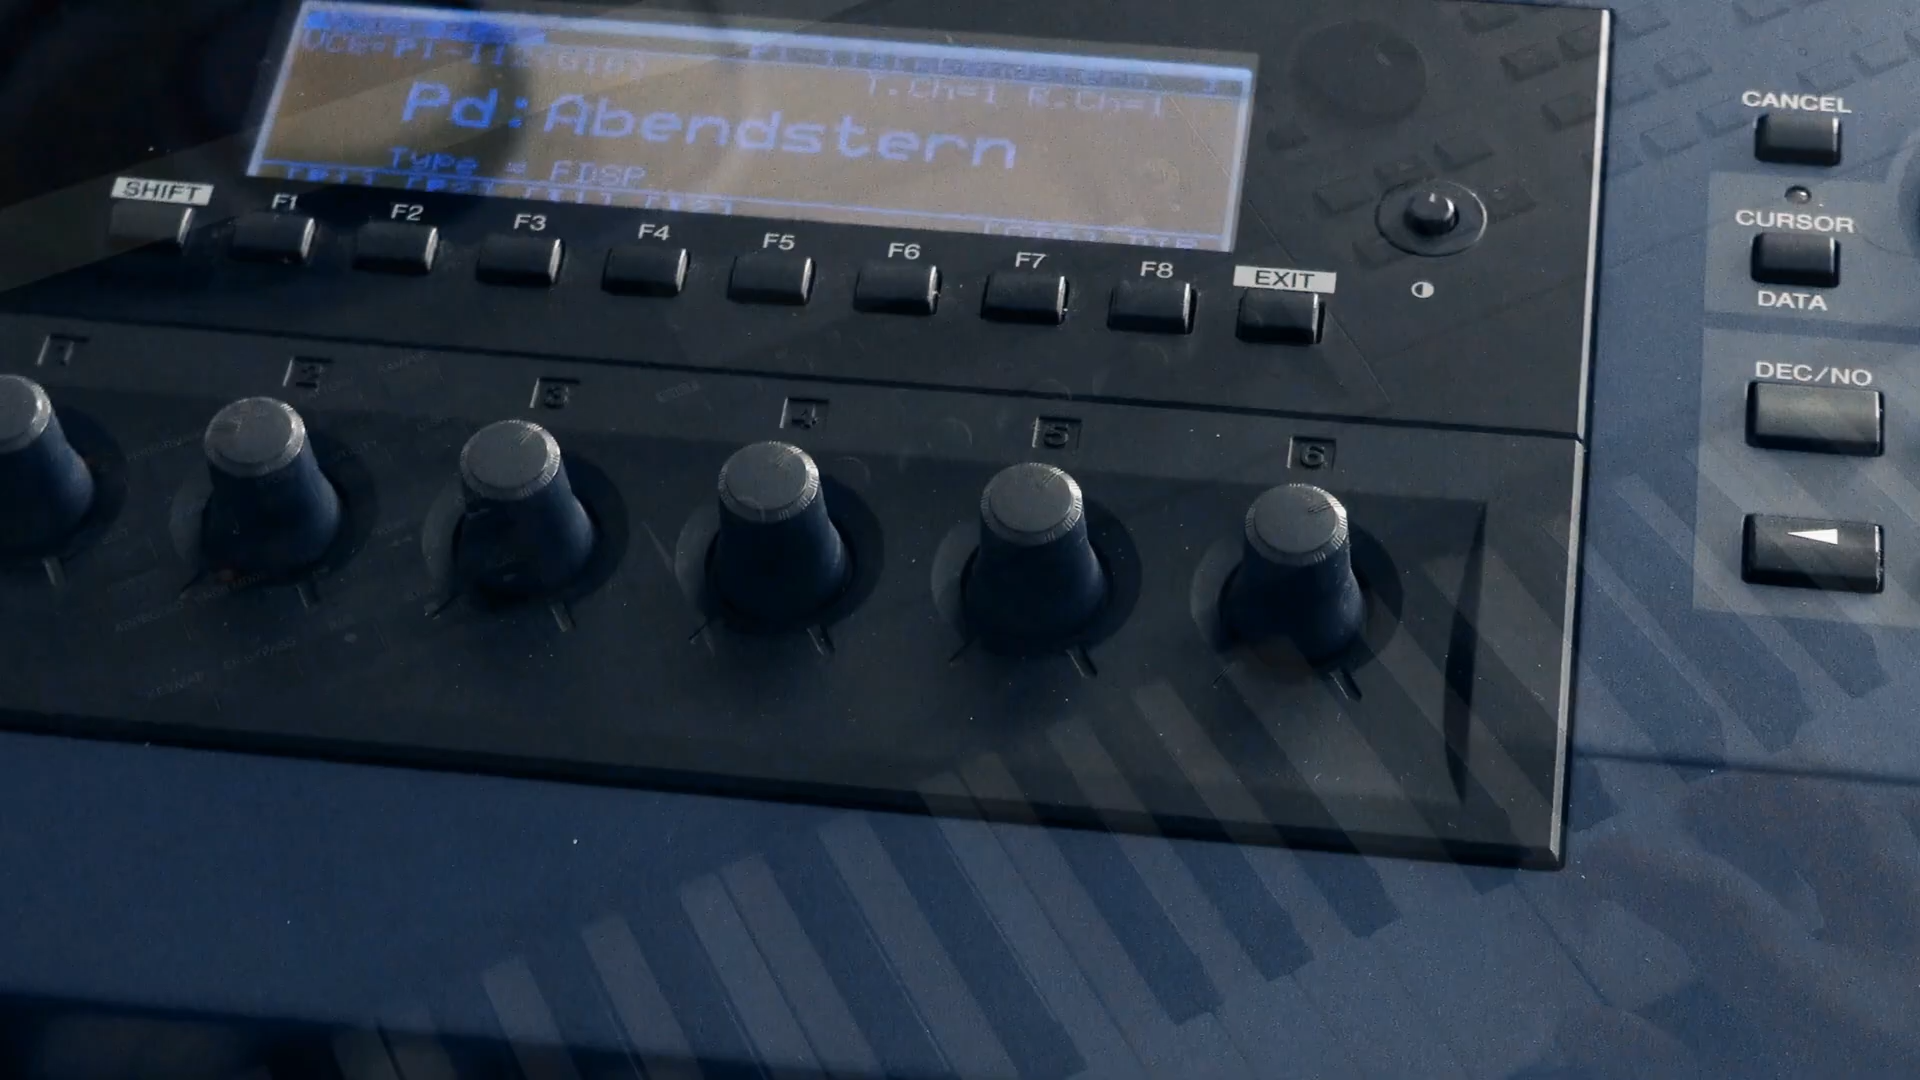 T.Ch=1 R.Ch=1
Pd:Abendstern
Type = FDSP
SHIFT
F1
F2
F3
F4
F5
F6
F7
F8
EXIT
CANCEL
CURSOR
DATA
DEC/NO
1
2
3
4
5
6